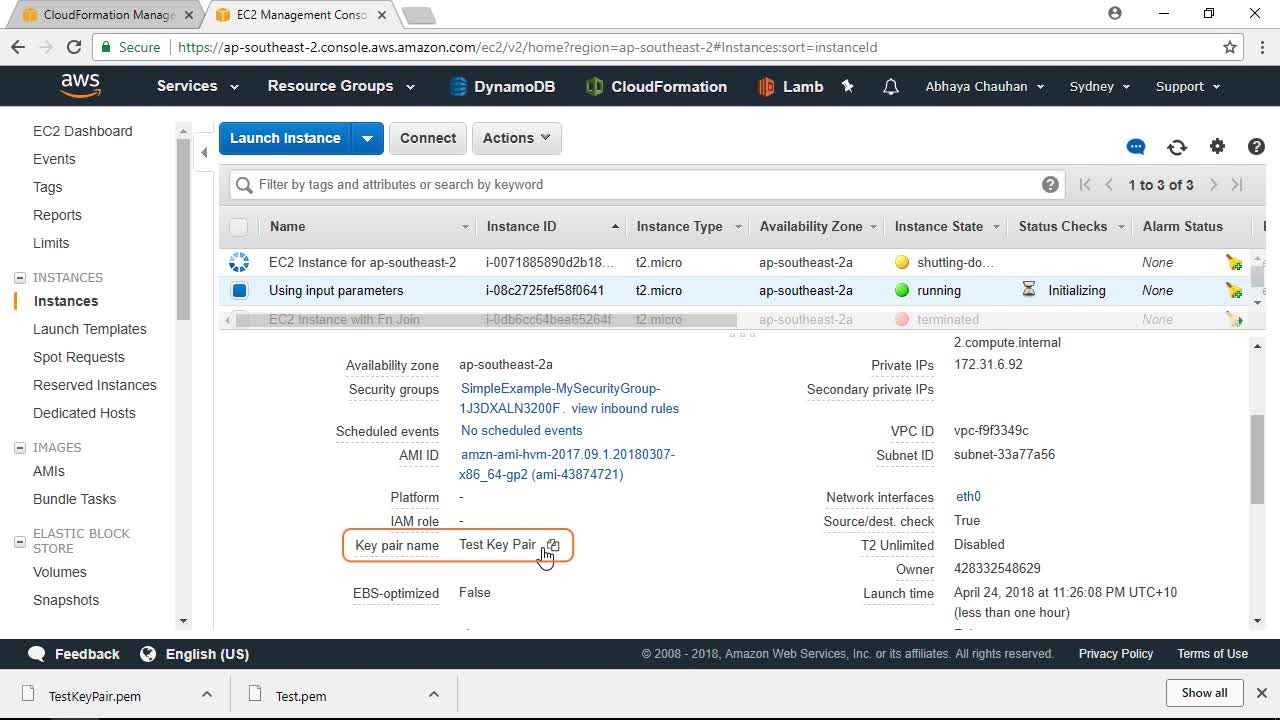 CloudFormation Manage
EC2 Management Conso
Secure
https://ap-southeast-2.console.aws.amazon.com/ec2/v2/home?region=ap-southeast-2#Instances:sort=instanceId
aws
Services
Resource Groups
DynamoDB
CloudFormation
Lamb
Abhaya Chauhan
Sydney
Support
EC2 Dashboard
Events
Tags
Reports
Limits
INSTANCES
Instances
Launch Templates
Spot Requests
Reserved Instances
Dedicated Hosts
IMAGES
AMIs
Bundle Tasks
ELASTIC BLOCK
STORE
Volumes
Snapshots
Launch Instance
Connect
Actions
Filter by tags and attributes or search by keyword
1 to 3 of 3
Name Instance ID Instance Type Availability Zone Instance State Status Checks Alarm Status
EC2 Instance for ap-southeast-2 i-0071885890d2b18... t2.micro ap-southeast-2a shutting-do... None
Using input parameters i-08c2725fef58f0641 t2.micro ap-southeast-2a running Initializing None
EC2 Instance with Fn Join i-0db6cc64bea65264f t2.micro ap-southeast-2a terminated None
2.compute.internal
Availability zone ap-southeast-2a
Private IPs 172.31.6.92
Security groups SimpleExample-MySecurityGroup-
1J3DXALN3200F . view inbound rules
Secondary private IPs
Scheduled events No scheduled events
VPC ID vpc-f9f3349c
AMI ID amzn-ami-hvm-2017.09.1.20180307-
x86_64-gp2 (ami-43874721)
Subnet ID subnet-33a77a56
Platform -
Network interfaces eth0
IAM role -
Source/dest. check True
Key pair name Test Key Pair
T2 Unlimited Disabled
Owner 428332548629
EBS-optimized False
Launch time April 24, 2018 at 11:26:08 PM UTC+10
(less than one hour)
Feedback
English (US)
© 2008 - 2018, Amazon Web Services, Inc. or its affiliates. All rights reserved.
Privacy Policy
Terms of Use
TestKeyPair.pem
Test.pem
Show all